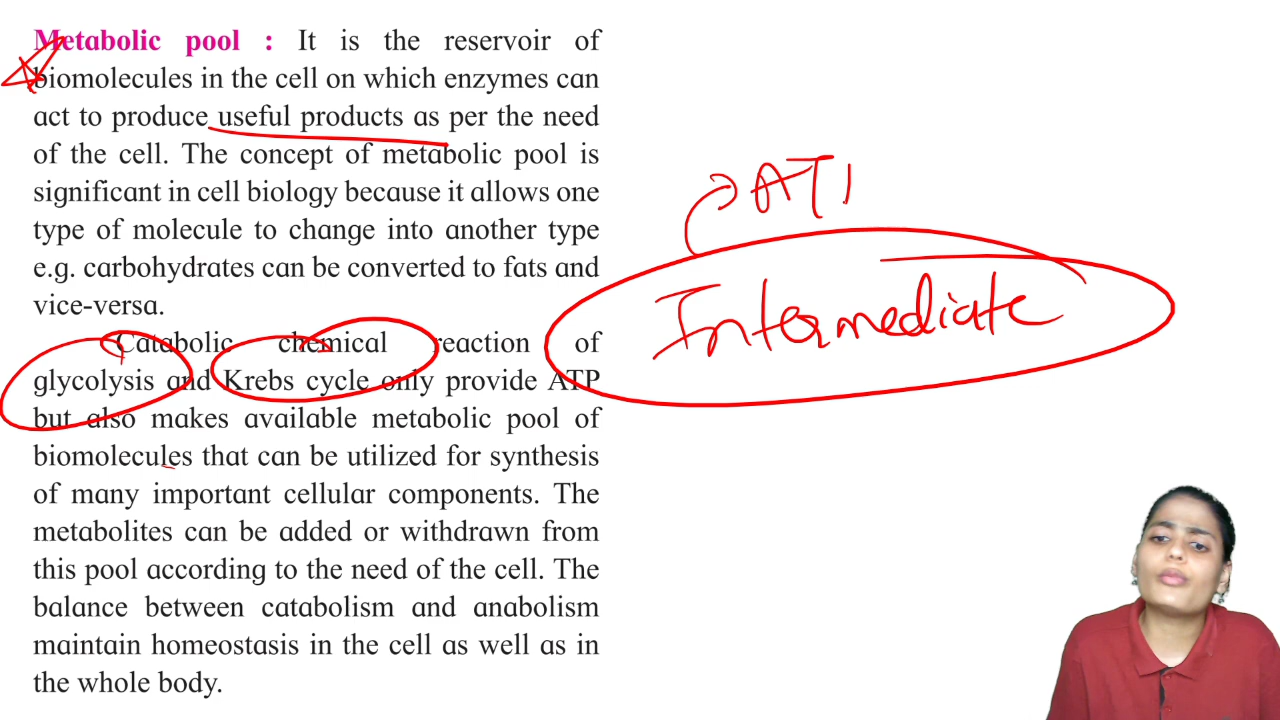 Metabolic pool : It is the reservoir of
biomolecules in the cell on which enzymes can
act to produce useful products as per the need
of the cell. The concept of metabolic pool is
significant in cell biology because it allows one
type of molecule to change into another type
e.g. carbohydrates can be converted to fats and
vice-versa.
Catabolic chemical reaction of
glycolysis and Krebs cycle only provide ATP
but also makes available metabolic pool of
biomolecules that can be utilized for synthesis
of many important cellular components. The
metabolites can be added or withdrawn from
this pool according to the need of the cell. The
balance between catabolism and anabolism
maintain homeostasis in the cell as well as in
the whole body.
Intermediate